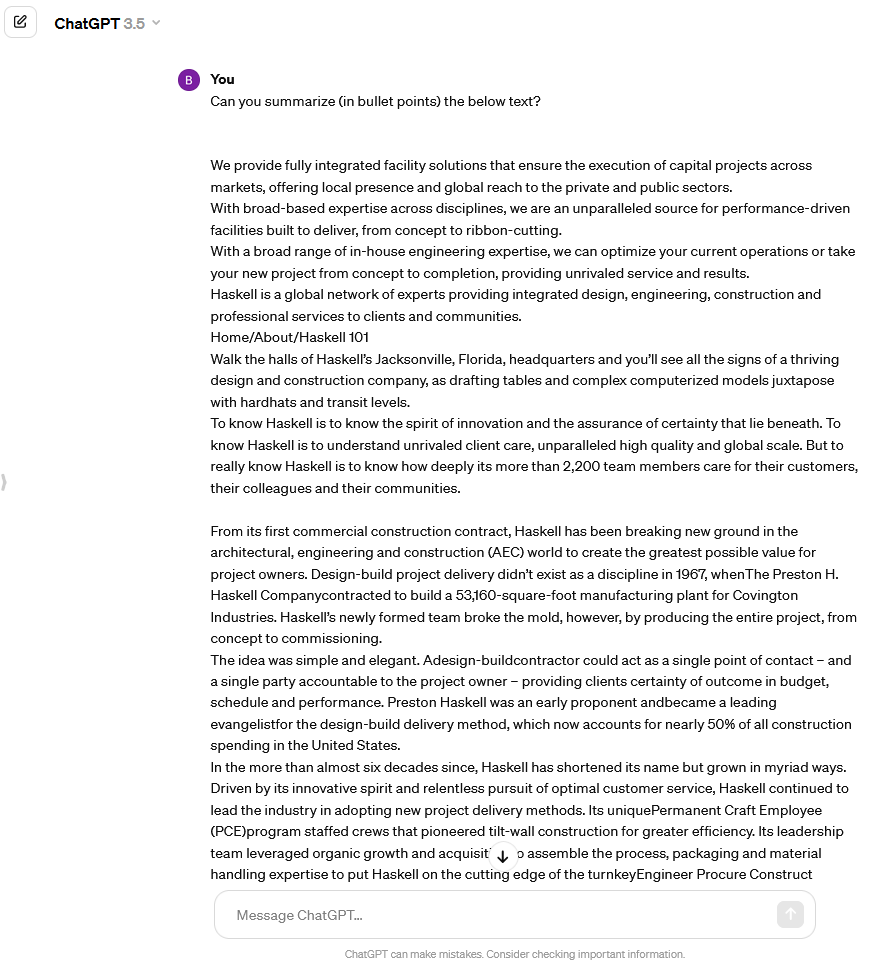 ChatGPT 3.5
B
You
Can you summarize (in bullet points) the below text?
We provide fully integrated facility solutions that ensure the execution of capital projects across
markets, offering local presence and global reach to the private and public sectors.
With broad-based expertise across disciplines, we are an unparalleled source for performance-driven
facilities built to deliver, from concept to ribbon-cutting.
With a broad range of in-house engineering expertise, we can optimize your current operations or take
your new project from concept to completion, providing unrivaled service and results.
Haskell is a global network of experts providing integrated design, engineering, construction and
professional services to clients and communities.
Home/About/Haskell 101
Walk the halls of Haskell's Jacksonville, Florida, headquarters and you'll see all the signs of a thriving
design and construction company, as drafting tables and complex computerized models juxtapose
with hardhats and transit levels.
To know Haskell is to know the spirit of innovation and the assurance of certainty that lie beneath. To
know Haskell is to understand unrivaled client care, unparalleled high quality and global scale. But to
really know Haskell is to know how deeply its more than 2,200 team members care for their customers,
their colleagues and their communities.
From its first commercial construction contract, Haskell has been breaking new ground in the
architectural, engineering and construction (AEC) world to create the greatest possible value for
project owners. Design-build project delivery didn't exist as a discipline in 1967, whenThe Preston H.
Haskell Companycontracted to build a 53,160-square-foot manufacturing plant for Covington
Industries. Haskell's newly formed team broke the mold, however, by producing the entire project, from
concept to commissioning.
The idea was simple and elegant. Adesign-buildcontractor could act as a single point of contact – and
a single party accountable to the project owner – providing clients certainty of outcome in budget,
schedule and performance. Preston Haskell was an early proponent andbecame a leading
evangelistfor the design-build delivery method, which now accounts for nearly 50% of all construction
spending in the United States.
In the more than almost six decades since, Haskell has shortened its name but grown in myriad ways.
Driven by its innovative spirit and relentless pursuit of optimal customer service, Haskell continued to
lead the industry in adopting new project delivery methods. Its uniquePermanent Craft Employee
(PCE)program staffed crews that pioneered tilt-wall construction for greater efficiency. Its leadership
team leveraged organic growth and acquisiti o assemble the process, packaging and material
handling expertise to put Haskell on the cutting edge of the turnkeyEngineer Procure Construct
Message ChatGPT...
ChatGPT can make mistakes. Consider checking important information.